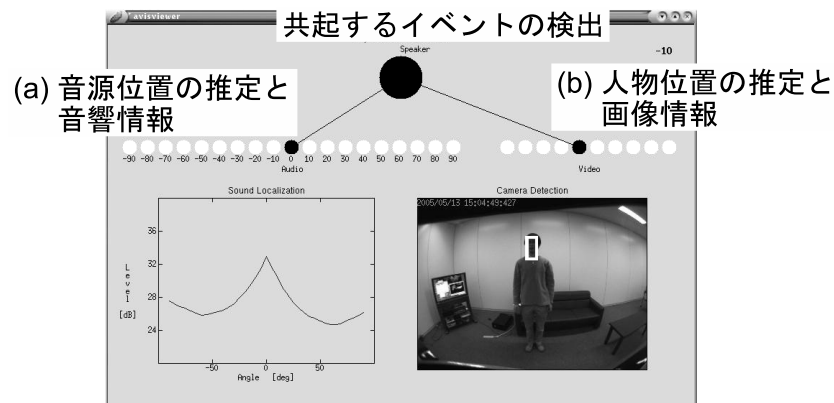 avisviewer
共起するイベントの検出
Speaker
-10
(a) 音源位置の推定と
音響情報
(b) 人物位置の推定と
画像情報
-90 -80 -70 -60 -50 -40 -30 -20 -10 0 10 20 30 40 50 60 70 80 90
Audio
Video
Sound Localization
36
32
28
24
Level
[dB]
-50 0 50
Angle [deg]
Camera Detection
2005/05/13 15:04:49:427